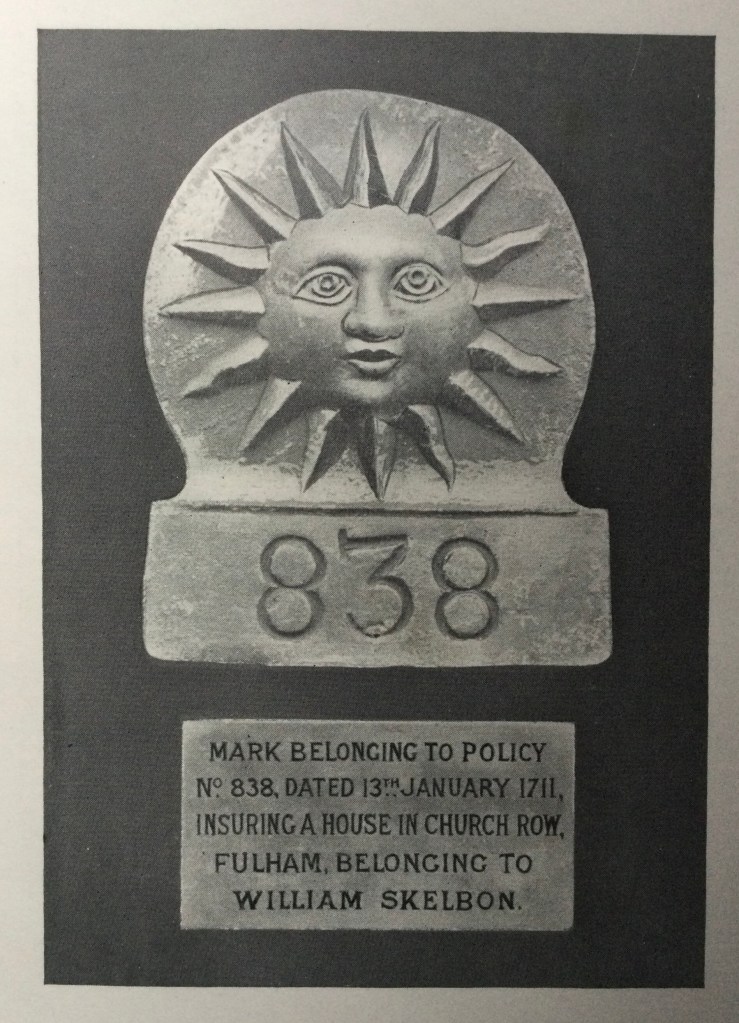 838
MARK BELONGING TO POLICY
Nº 838, DATED 13TH JANUARY 1711,
INSURING A HOUSE IN CHURCH ROW,
FULHAM, BELONGING TO
WILLIAM SKELBON.